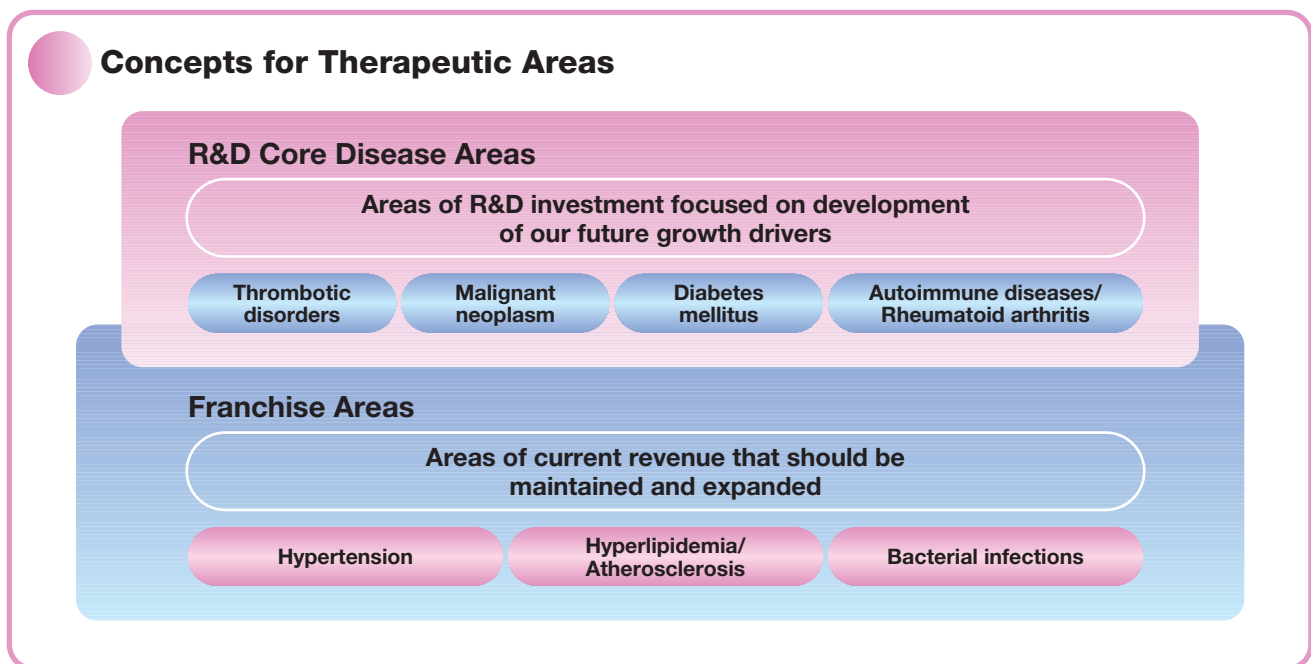 Concepts for Therapeutic Areas
R&D Core Disease Areas
Areas of R&D investment focused on development
of our future growth drivers
Thrombotic
disorders
Malignant
neoplasm
Diabetes
mellitus
Autoimmune diseases/
Rheumatoid arthritis
Franchise Areas
Areas of current revenue that should be
maintained and expanded
Hypertension
Hyperlipidemia/
Atherosclerosis
Bacterial infections